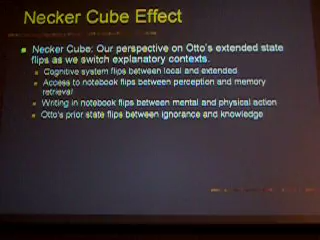 Necker Cube Effect
Necker Cube: Our perspective on Otto's extended state
flips as we switch explanatory contexts.
Cognitive system flips between local and extended
Access to notebook flips between perception and memory
retrieval
Writing in notebook flips between mental and physical action
Otto's prior state flips between ignorance and knowledge